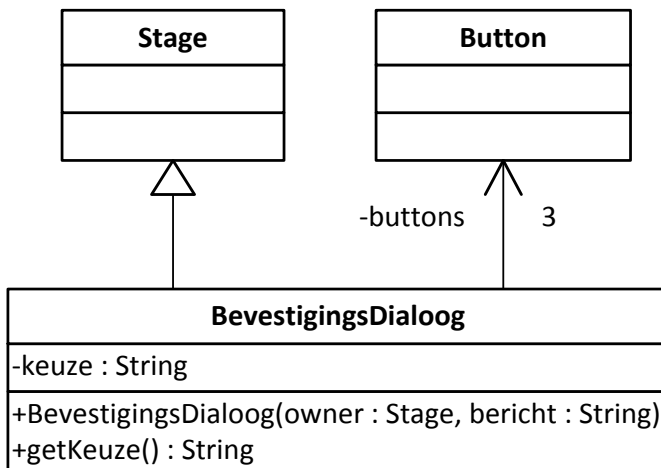 Stage
Button
-buttons
3
BevestigingsDialoog
-keuze : String
+BevestigingsDialoog(owner : Stage, bericht : String)
+getKeuze() : String